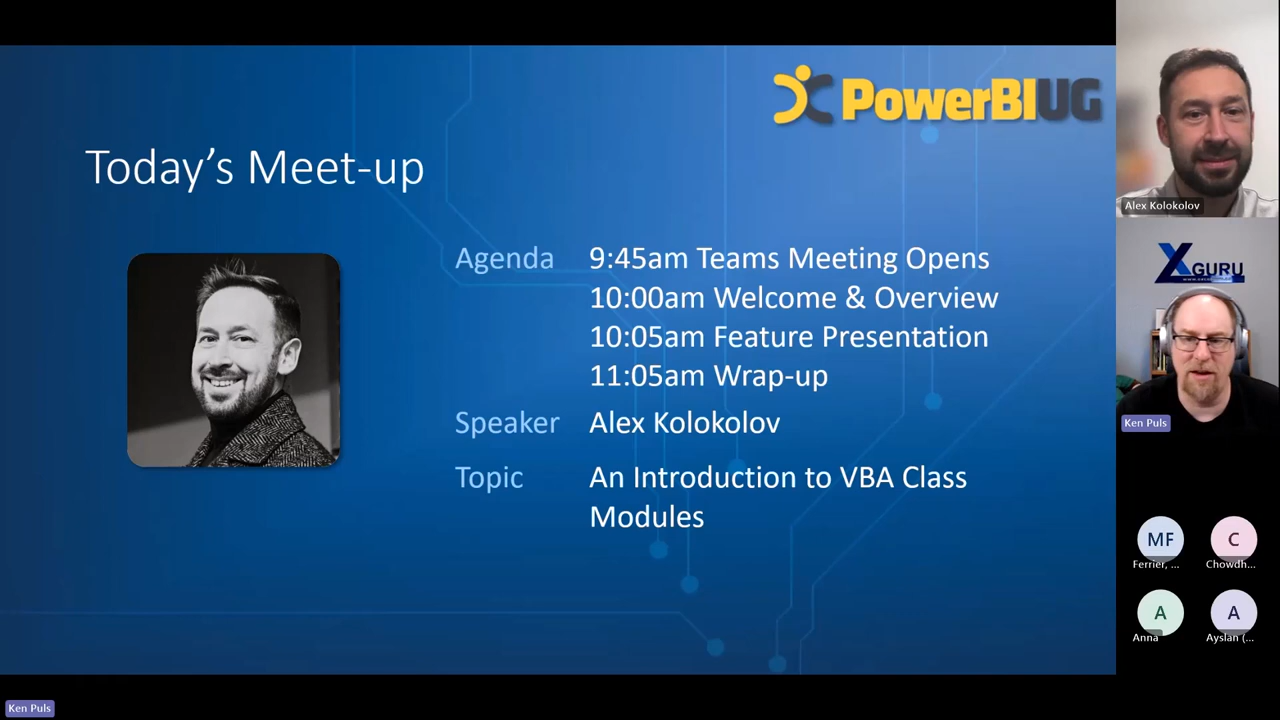 PowerBIUG
Today's Meet-up
Agenda 9:45am Teams Meeting Opens
10:00am Welcome & Overview
10:05am Feature Presentation
11:05am Wrap-up
Speaker Alex Kolokolov
Topic An Introduction to VBA Class
Modules
Alex Kolokolov
XLGURU
Ken Puls
MF C
Ferrier, ... Chowdh...
A A
Anna Ayslan (...
Ken Puls